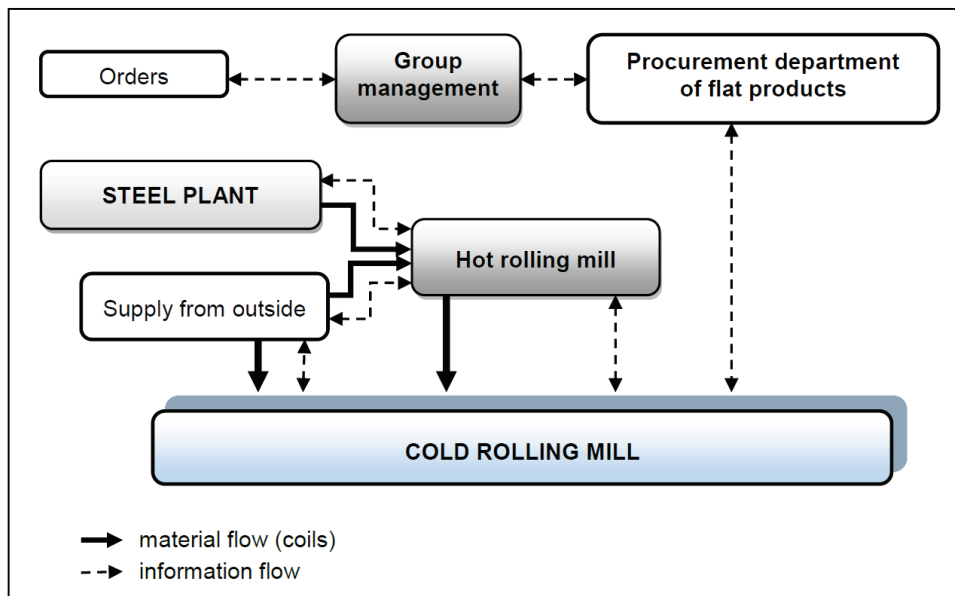 Orders
Group
management
Procurement department
of flat products
STEEL PLANT
Hot rolling mill
Supply from outside
COLD ROLLING MILL
material flow (coils)
information flow